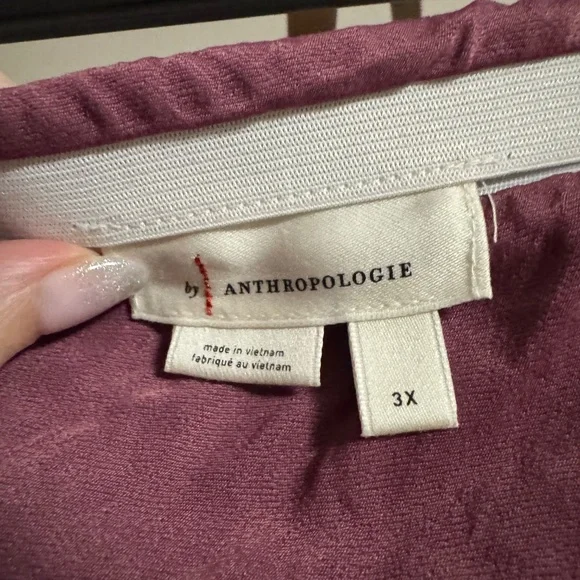 by ANTHROPOLOGIE
made in vietnam
fabriqué au vietnam
3X